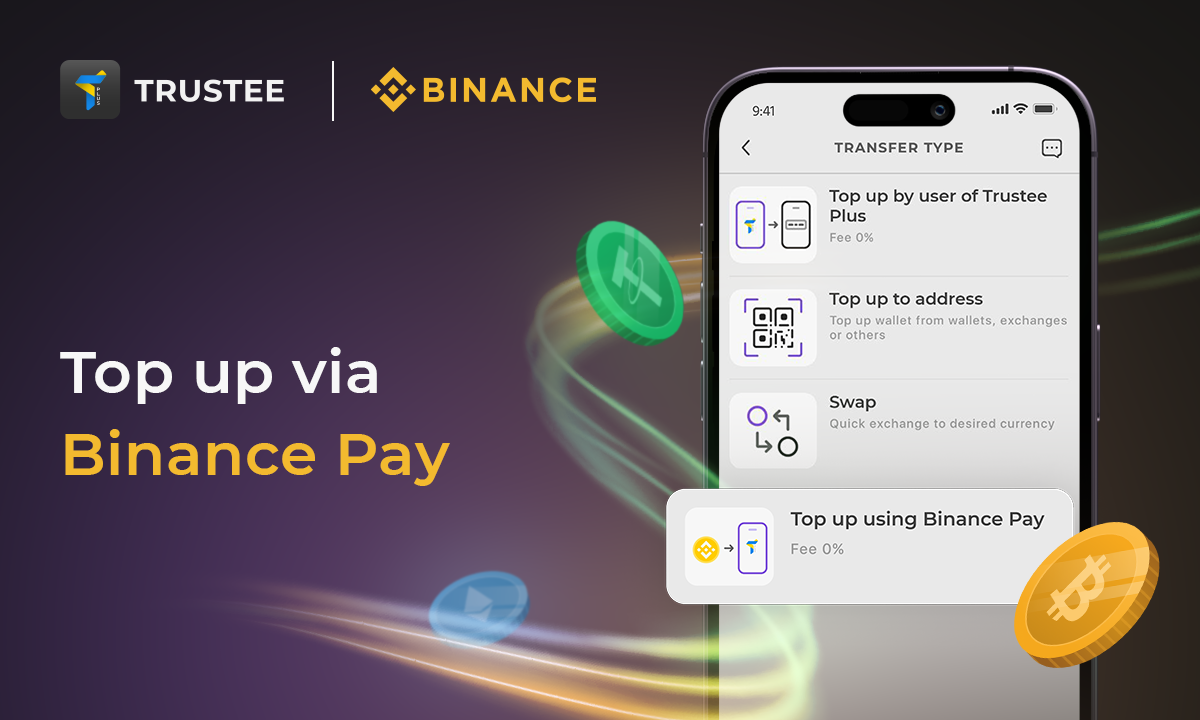 TRUSTEE
BINANCE
Top up via
Binance Pay
9:41
TRANSFER TYPE
Top up by user of Trustee
Plus
Fee 0%
Top up to address
Top up wallet from wallets, exchanges
or others
Swap
Quick exchange to desired currency
Top up using Binance Pay
Fee 0%